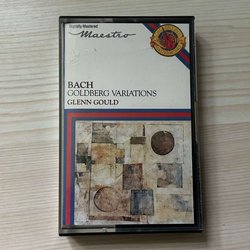 Digitally Mastered
Maestro
BACH
GOLDBERG VARIATIONS
GLENN GOULD